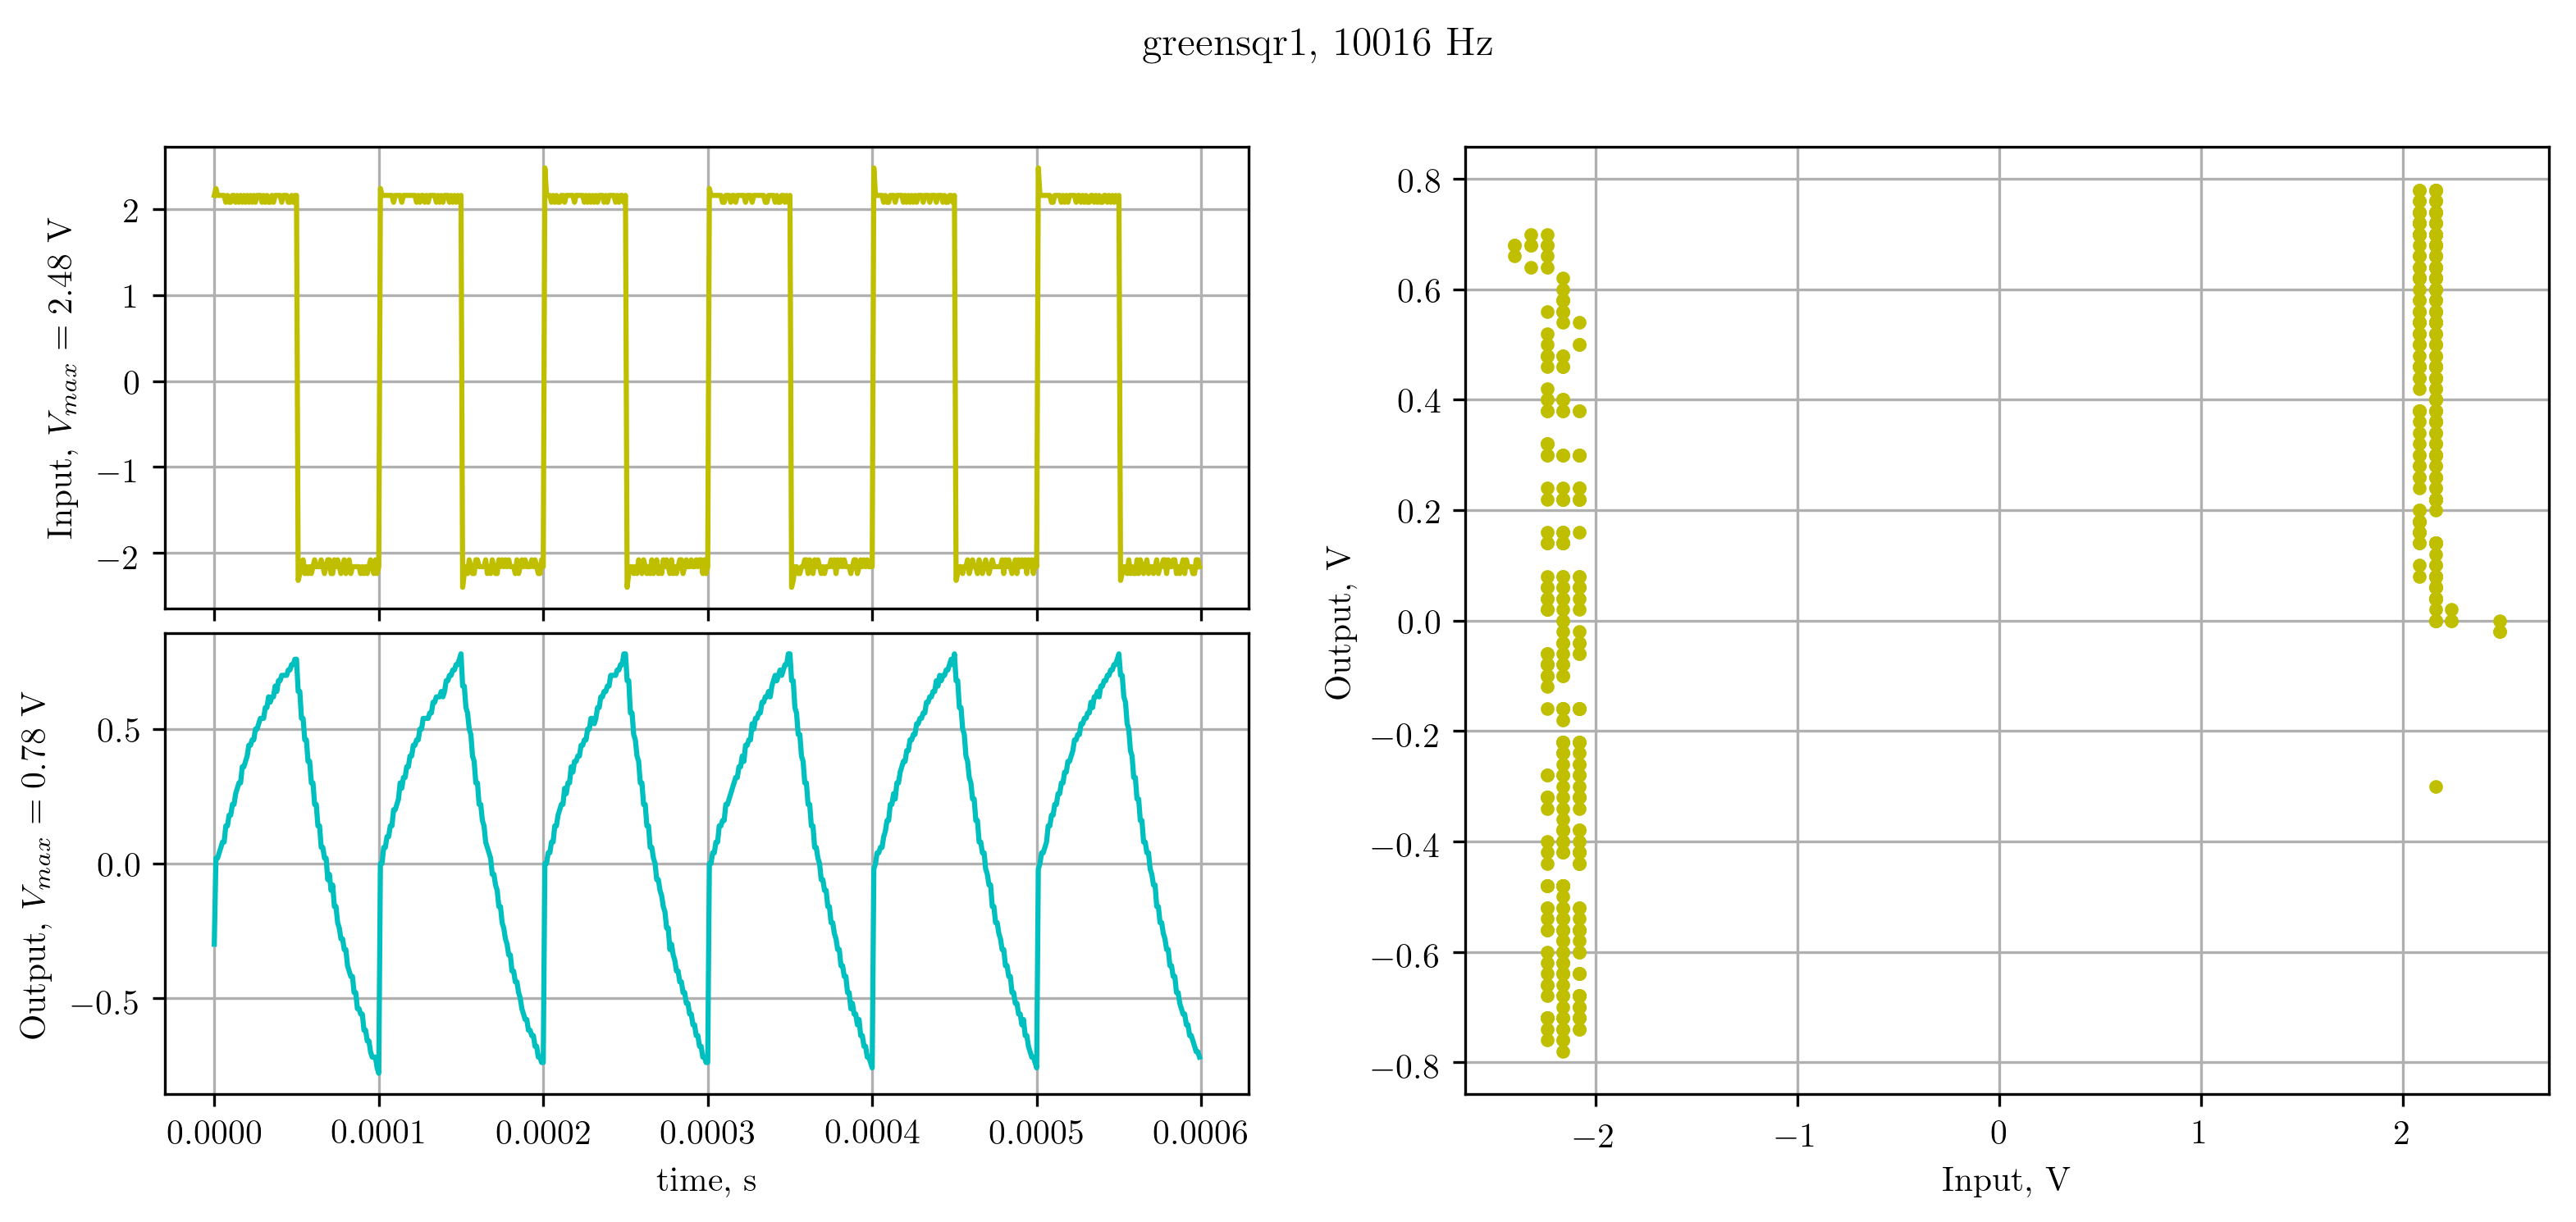 greensqr1, 10016 Hz
Input, Vmax = 2.48 V
2
1
0
−1
−2
Output, Vmax = 0.78 V
0.5
0.0
−0.5
0.0000 0.0001 0.0002 0.0003 0.0004 0.0005 0.0006
time, s
Output, V
0.8
0.6
0.4
0.2
0.0
−0.2
−0.4
−0.6
−0.8
−2 −1 0 1 2
Input, V